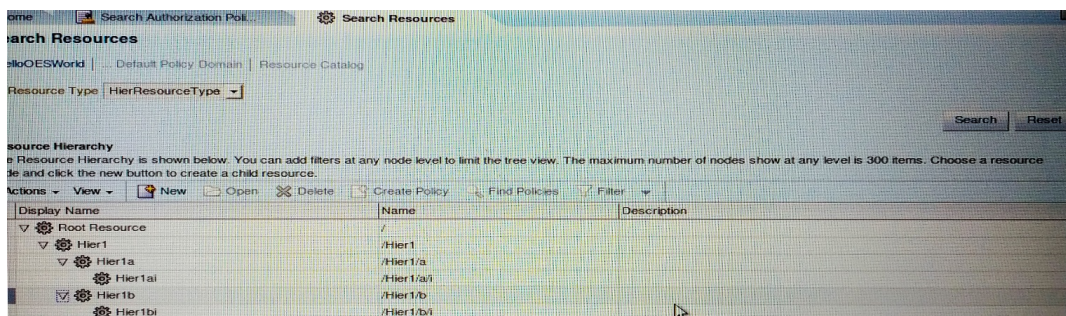 ome Search Authorization Poli... Search Resources
earch Resources
elloOESWorld | ... Default Policy Domain | Resource Catalog
Resource Type HierResourceType
Search Reset
source Hierarchy
e Resource Hierarchy is shown below. You can add filters at any node level to limit the tree view. The maximum number of nodes show at any level is 300 items. Choose a resource
de and click the new button to create a child resource.
Actions View New Open Delete Create Policy Find Policies Filter
Display Name Name Description
Root Resource /
Hier1 /Hier1
Hier1a /Hier1/a
Hier1ai /Hier1/a/i
Hier1b /Hier1/b
Hier1bi /Hier1/b/i